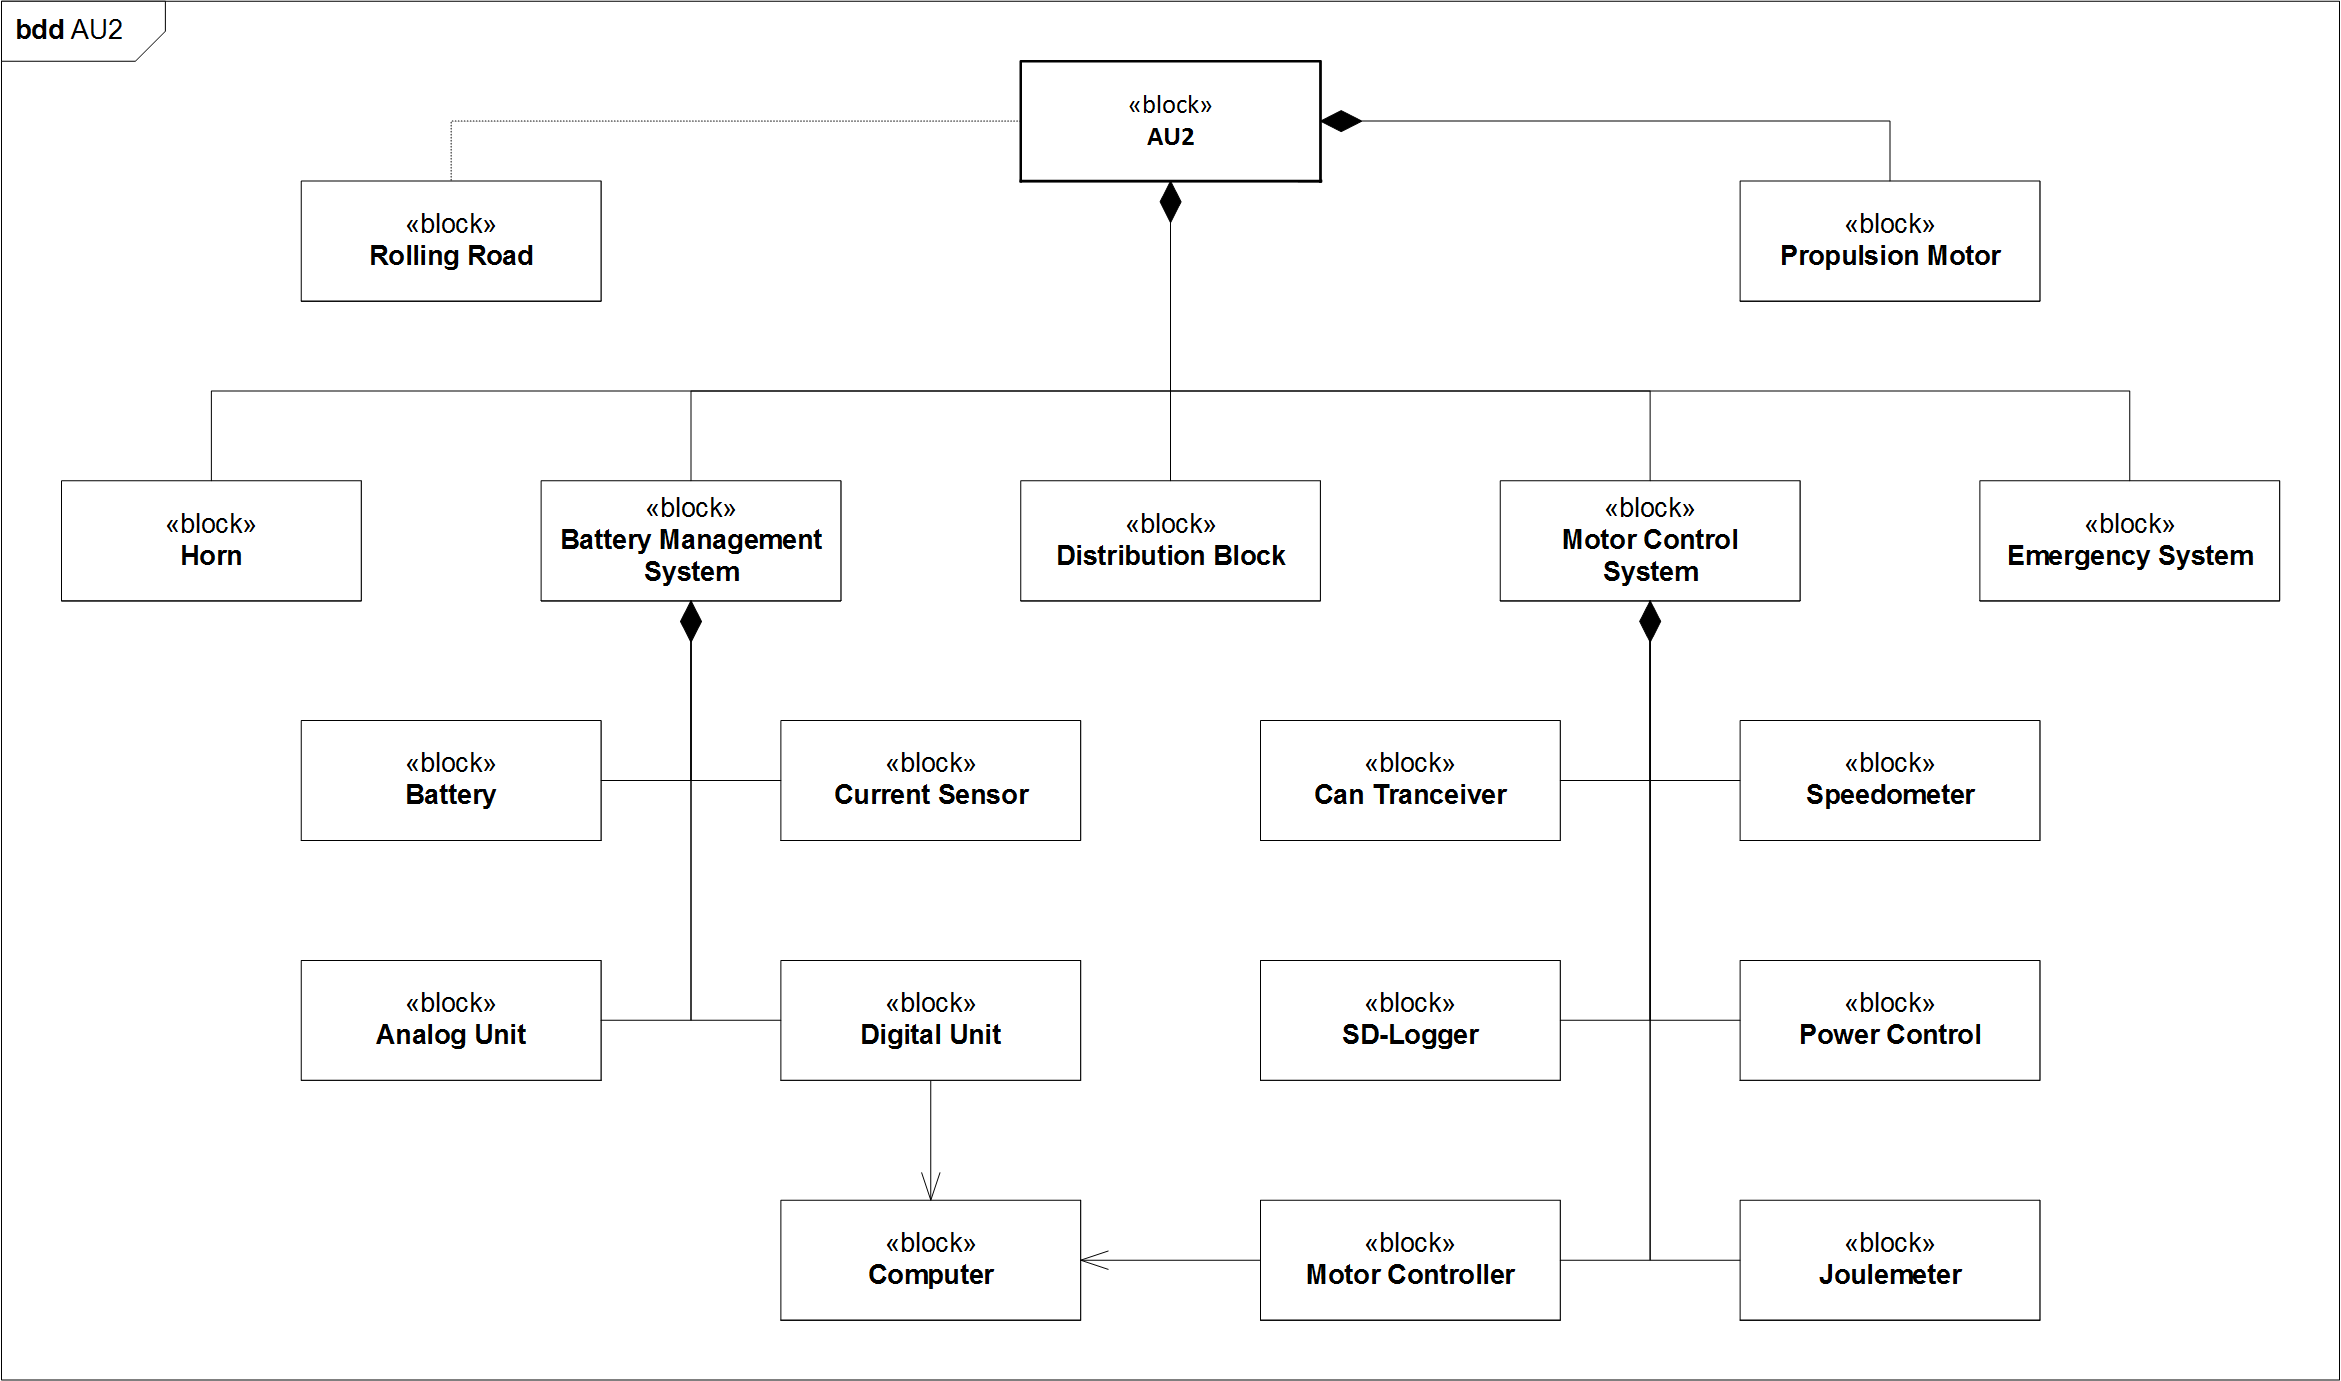 bdd AU2
«block»
AU2
«block»
Rolling Road
«block»
Propulsion Motor
«block»
Horn
«block»
Battery Management
System
«block»
Distribution Block
«block»
Motor Control
System
«block»
Emergency System
«block»
Battery
«block»
Current Sensor
«block»
Can Tranceiver
«block»
Speedometer
«block»
Analog Unit
«block»
Digital Unit
«block»
SD-Logger
«block»
Power Control
«block»
Computer
«block»
Motor Controller
«block»
Joulemeter